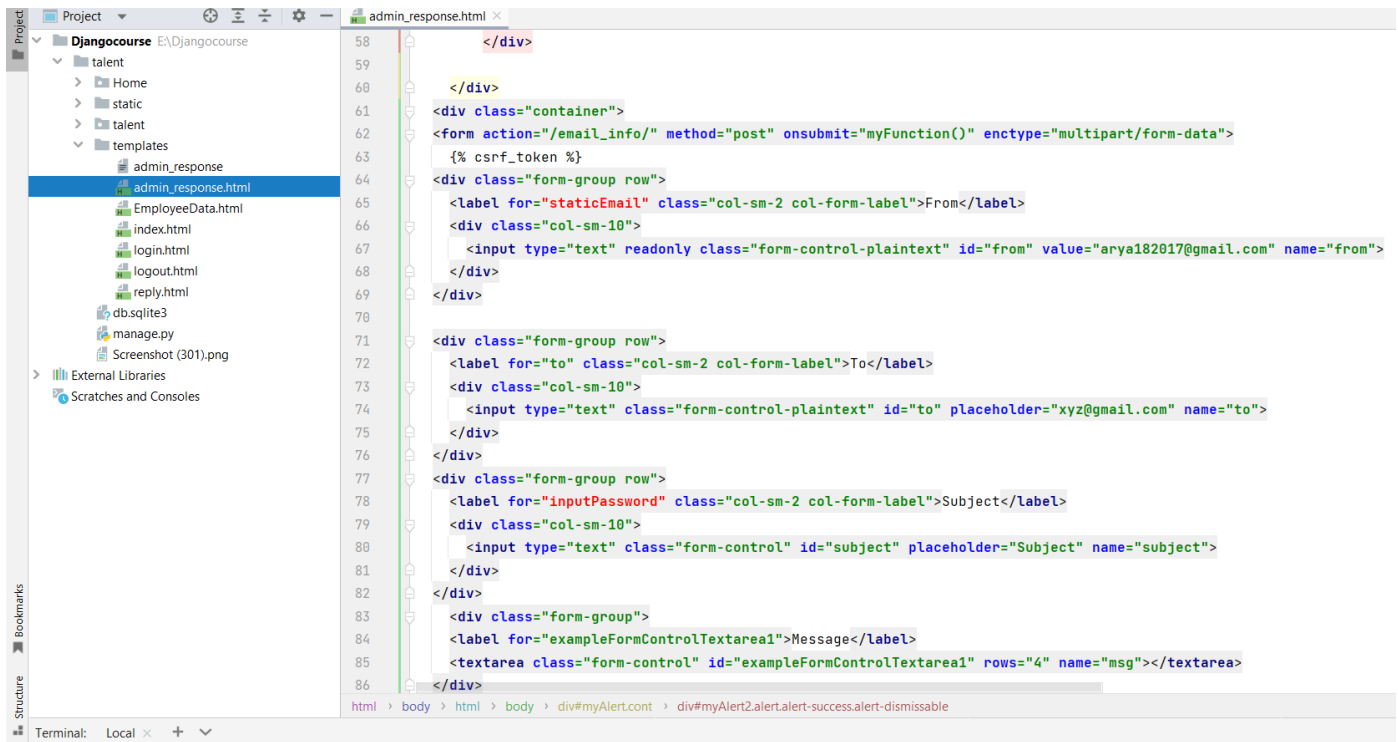 Project
Project
admin_response.html
Djangocourse E:\Djangocourse
talent
Home
static
talent
templates
admin_response
admin_response.html
EmployeeData.html
index.html
login.html
logout.html
reply.html
db.sqlite3
manage.py
Screenshot (301).png
External Libraries
Scratches and Consoles
58 </div>
59
60 </div>
61 <div class="container">
62 <form action="/email_info/" method="post" onsubmit="myFunction()" enctype="multipart/form-data">
63 {% csrf_token %}
64 <div class="form-group row">
65 <label for="staticEmail" class="col-sm-2 col-form-label">From</label>
66 <div class="col-sm-10">
67 <input type="text" readonly class="form-control-plaintext" id="from" value="arya182017@gmail.com" name="from">
68 </div>
69 </div>
70
71 <div class="form-group row">
72 <label for="to" class="col-sm-2 col-form-label">To</label>
73 <div class="col-sm-10">
74 <input type="text" class="form-control-plaintext" id="to" placeholder="xyz@gmail.com" name="to">
75 </div>
76 </div>
77 <div class="form-group row">
78 <label for="inputPassword" class="col-sm-2 col-form-label">Subject</label>
79 <div class="col-sm-10">
80 <input type="text" class="form-control" id="subject" placeholder="Subject" name="subject">
81 </div>
82 </div>
83 <div class="form-group">
84 <label for="exampleFormControlTextarea1">Message</label>
85 <textarea class="form-control" id="exampleFormControlTextarea1" rows="4" name="msg"></textarea>
86 </div>
html › body › html › body › div#myAlert.cont › div#myAlert2.alert.alert-success.alert-dismissable
Bookmarks
Structure
Terminal: Local